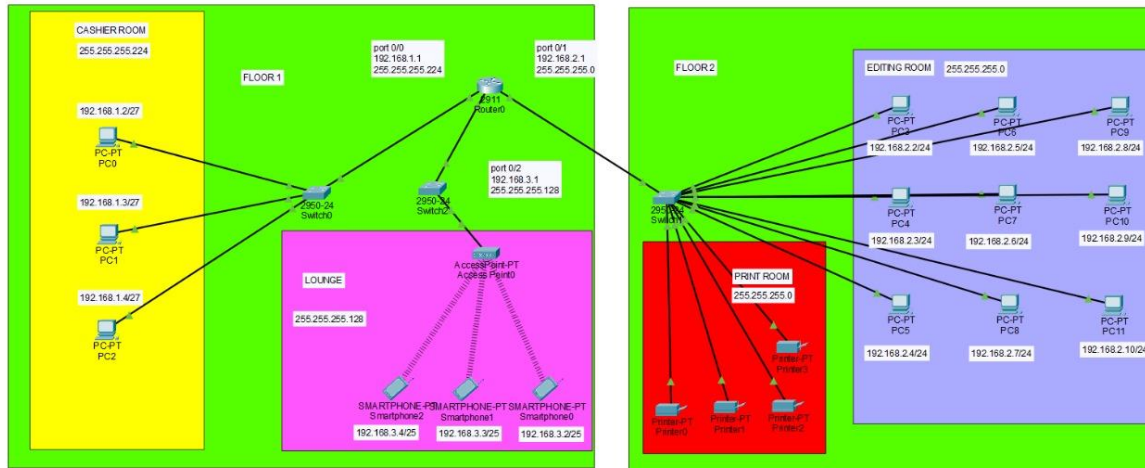 CASHIER ROOM
255.255.255.224
192.168.1.2/27
PC-PT
PC0
192.168.1.3/27
PC-PT
PC1
192.168.1.4/27
PC-PT
PC2
FLOOR 1
port 0/0
192.168.1.1
255.255.255.224
port 0/1
192.168.2.1
255.255.255.0
2911
Router0
2950-24
Switch0
2950-24
Switch2
port 0/2
192.168.3.1
255.255.255.128
LOUNGE
255.255.255.128
AccessPoint-PT
Access Point0
SMARTPHONE-PT
Smartphone2
192.168.3.4/25
SMARTPHONE-PT
Smartphone1
192.168.3.3/25
SMARTPHONE-PT
Smartphone0
192.168.3.2/25
FLOOR 2
2950-24
PRINT ROOM
255.255.255.0
Printer-PT
Printer3
Printer-PT
Printer0
Printer-PT
Printer1
Printer-PT
Printer2
EDITING ROOM
255.255.255.0
PC-PT
PC3
192.168.2.2/24
PC-PT
PC6
192.168.2.5/24
PC-PT
PC9
192.168.2.8/24
PC-PT
PC4
192.168.2.3/24
PC-PT
PC7
192.168.2.6/24
PC-PT
PC10
192.168.2.9/24
PC-PT
PC5
192.168.2.4/24
PC-PT
PC8
192.168.2.7/24
PC-PT
PC11
192.168.2.10/24